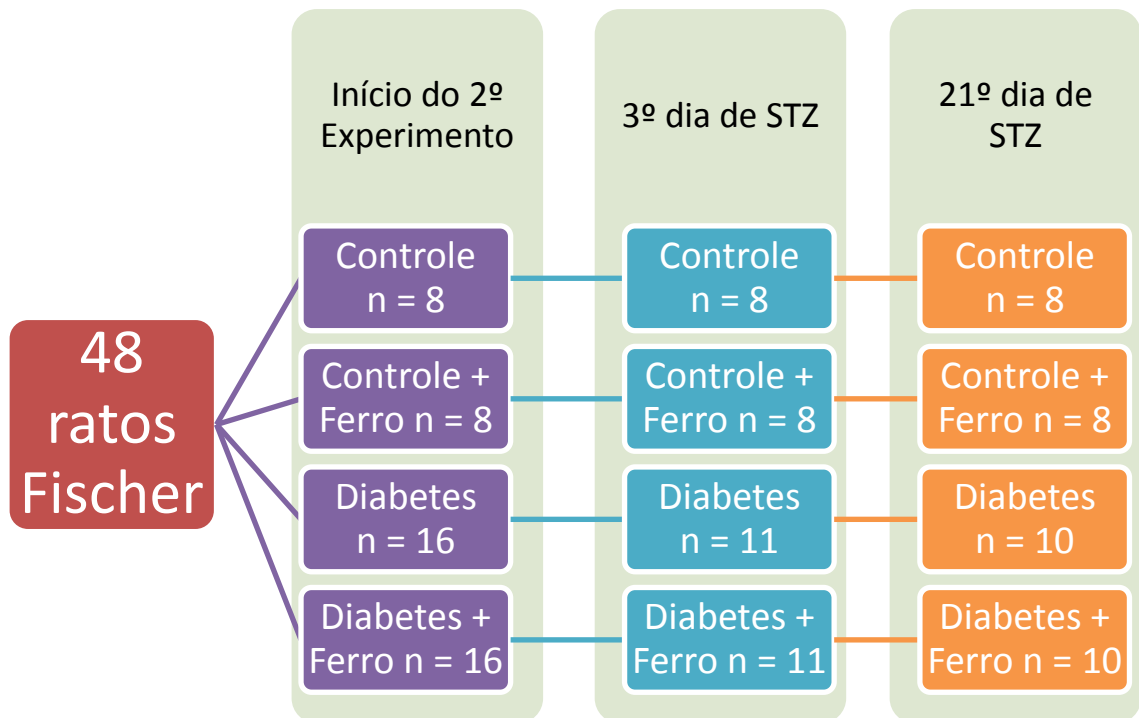 Início do 2º
Experimento
3º dia de STZ
21º dia de
STZ
48
ratos
Fischer
Controle
n = 8
Controle
n = 8
Controle
n = 8
Controle +
Ferro n = 8
Controle +
Ferro n = 8
Controle +
Ferro n = 8
Diabetes
n = 16
Diabetes
n = 11
Diabetes
n = 10
Diabetes +
Ferro n = 16
Diabetes +
Ferro n = 11
Diabetes +
Ferro n = 10